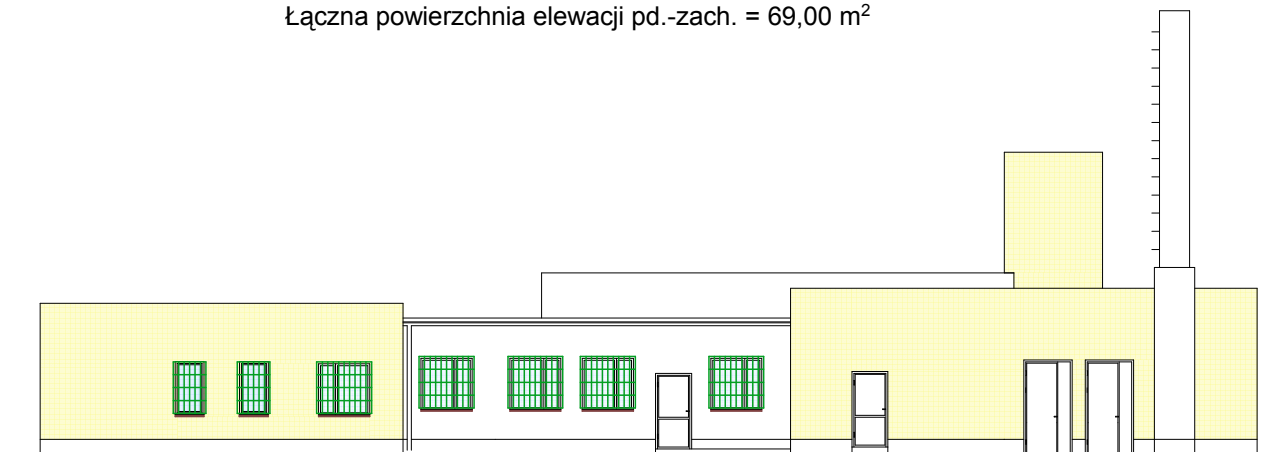 Łączna powierzchnia elewacji pd.-zach. = 69,00 m²